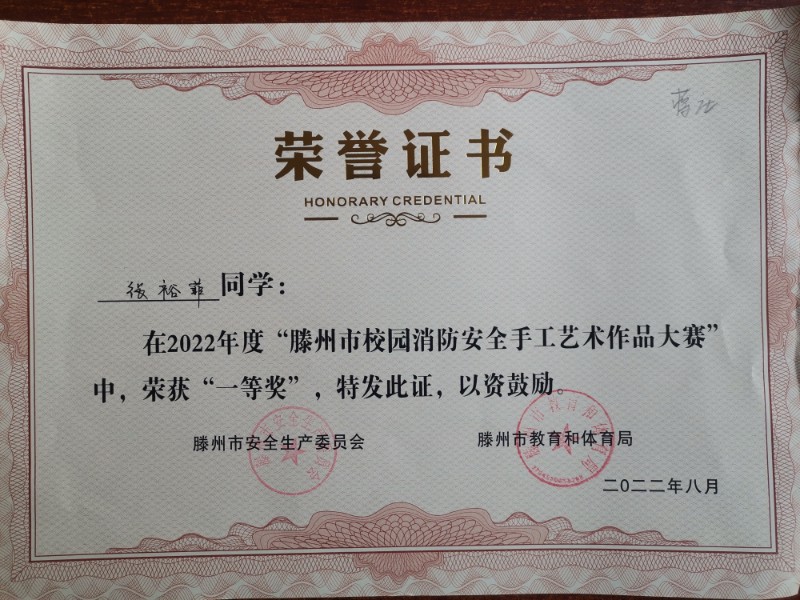 荣誉证书
HONORARY CREDENTIAL
张裕菲同学：
在2022年度“滕州市校园消防安全手工艺术作品大赛”
中，荣获“一等奖”，特发此证，以资鼓励。
滕州市安全生产委员会
滕州市教育和体育局
二〇二二年八月